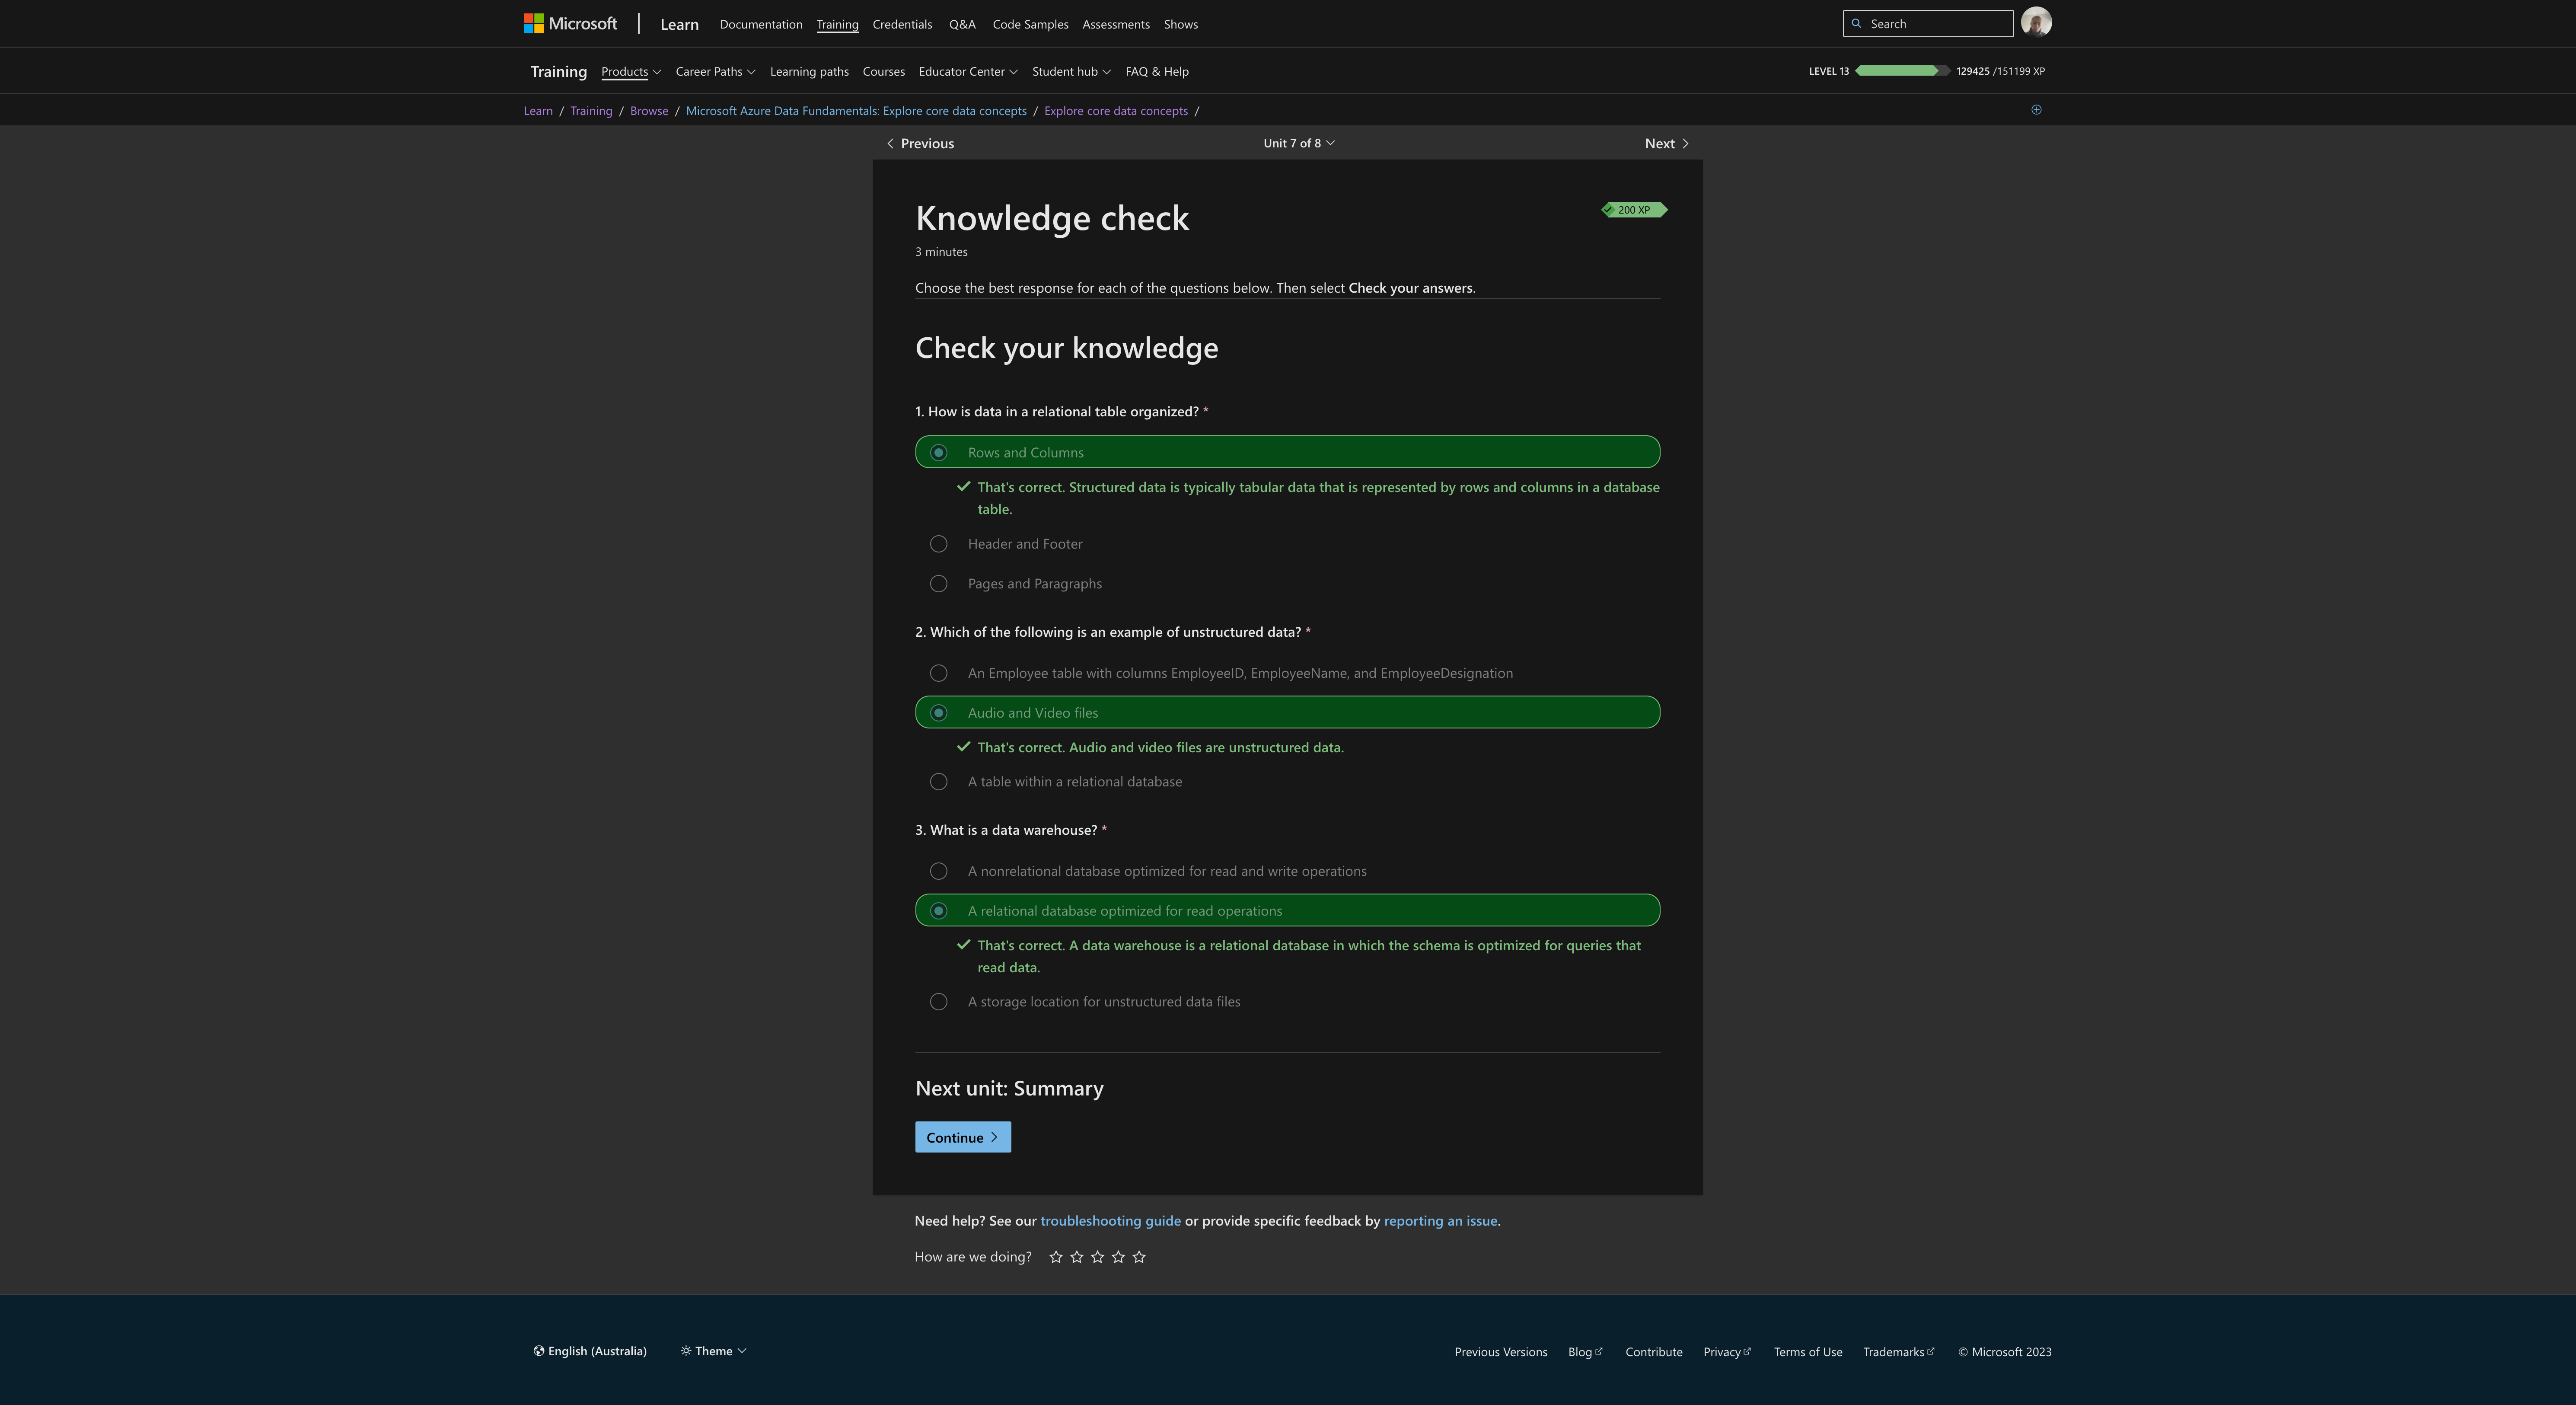 Microsoft Learn Documentation Training Credentials Q&A Code Samples Assessments Shows Search
Training Products Career Paths Learning paths Courses Educator Center Student hub FAQ & Help LEVEL 13 129425 /151199 XP
Learn / Training / Browse / Microsoft Azure Data Fundamentals: Explore core data concepts / Explore core data concepts /
Previous Unit 7 of 8 Next
Knowledge check
200 XP
3 minutes
Choose the best response for each of the questions below. Then select Check your answers.
Check your knowledge
1. How is data in a relational table organized? *
Rows and Columns
That's correct. Structured data is typically tabular data that is represented by rows and columns in a database
table.
Header and Footer
Pages and Paragraphs
2. Which of the following is an example of unstructured data? *
An Employee table with columns EmployeeID, EmployeeName, and EmployeeDesignation
Audio and Video files
That's correct. Audio and video files are unstructured data.
A table within a relational database
3. What is a data warehouse? *
A nonrelational database optimized for read and write operations
A relational database optimized for read operations
That's correct. A data warehouse is a relational database in which the schema is optimized for queries that
read data.
A storage location for unstructured data files
Next unit: Summary
Continue
Need help? See our troubleshooting guide or provide specific feedback by reporting an issue.
How are we doing?
English (Australia) Theme Previous Versions Blog Contribute Privacy Terms of Use Trademarks © Microsoft 2023